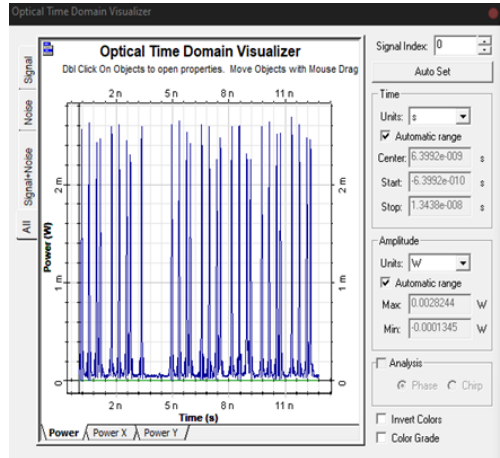 Optical Time Domain Visualizer
Signal Index: 0
Auto Set
Optical Time Domain Visualizer
Dbl Click On Objects to open properties. Move Objects with Mouse Drag
Signal
Noise
Signal+Noise
All
2 n 5 n 8 n 11 n
Power (W)
2 m
1 m
0
2 m
1 m
0
2 n 5 n 8 n 11 n
Time (s)
Power Power X Power Y
Time
Units: s
Automatic range
Center: 6.3992e-009 s
Start: -6.3992e-010 s
Stop: 1.3438e-008 s
Amplitude
Units: W
Automatic range
Max: 0.0028244 W
Min: -0.0001345 W
Analysis
Phase Chirp
Invert Colors
Color Grade